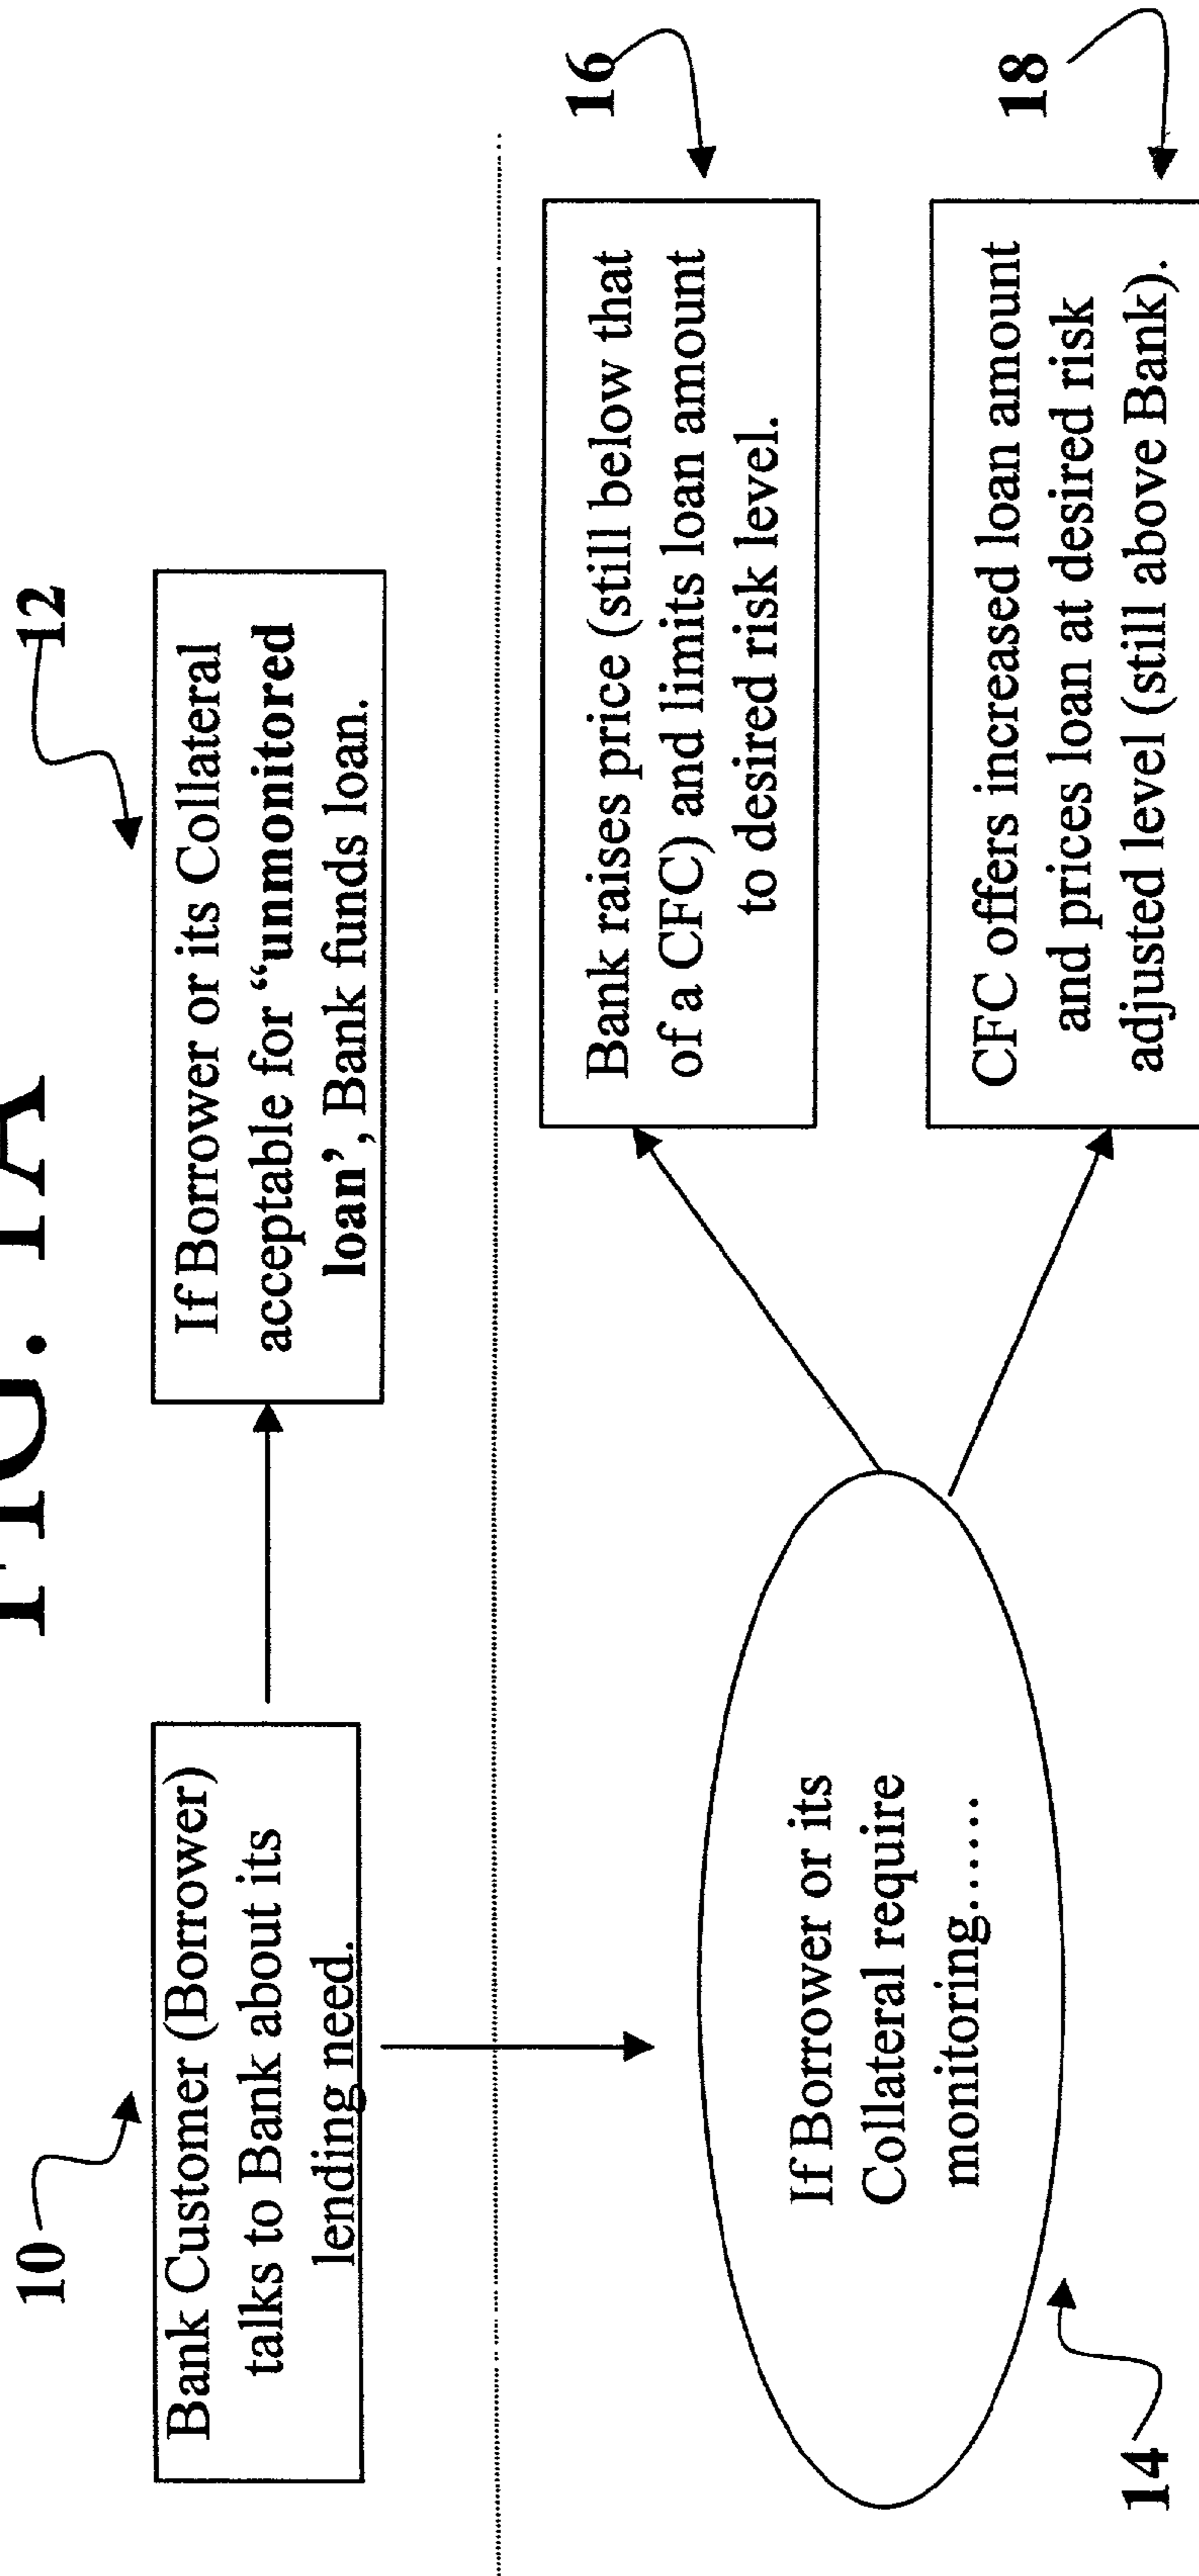 FIG. 1A
10
Bank Customer (Borrower)
talks to Bank about its
lending need.
12
If Borrower or its Collateral
acceptable for “unmonitored
loan’, Bank funds loan.
14
If Borrower or its
Collateral require
monitoring……
16
Bank raises price (still below that
of a CFC) and limits loan amount
to desired risk level.
18
CFC offers increased loan amount
and prices loan at desired risk
adjusted level (still above Bank).